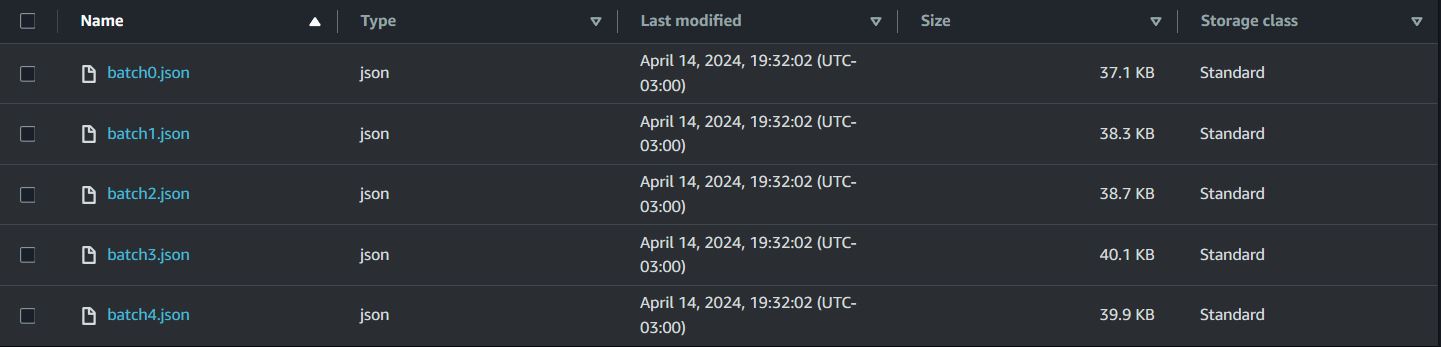 Name Type Last modified Size Storage class
batch0.json json April 14, 2024, 19:32:02 (UTC-
03:00) 37.1 KB Standard
batch1.json json April 14, 2024, 19:32:02 (UTC-
03:00) 38.3 KB Standard
batch2.json json April 14, 2024, 19:32:02 (UTC-
03:00) 38.7 KB Standard
batch3.json json April 14, 2024, 19:32:02 (UTC-
03:00) 40.1 KB Standard
batch4.json json April 14, 2024, 19:32:02 (UTC-
03:00) 39.9 KB Standard